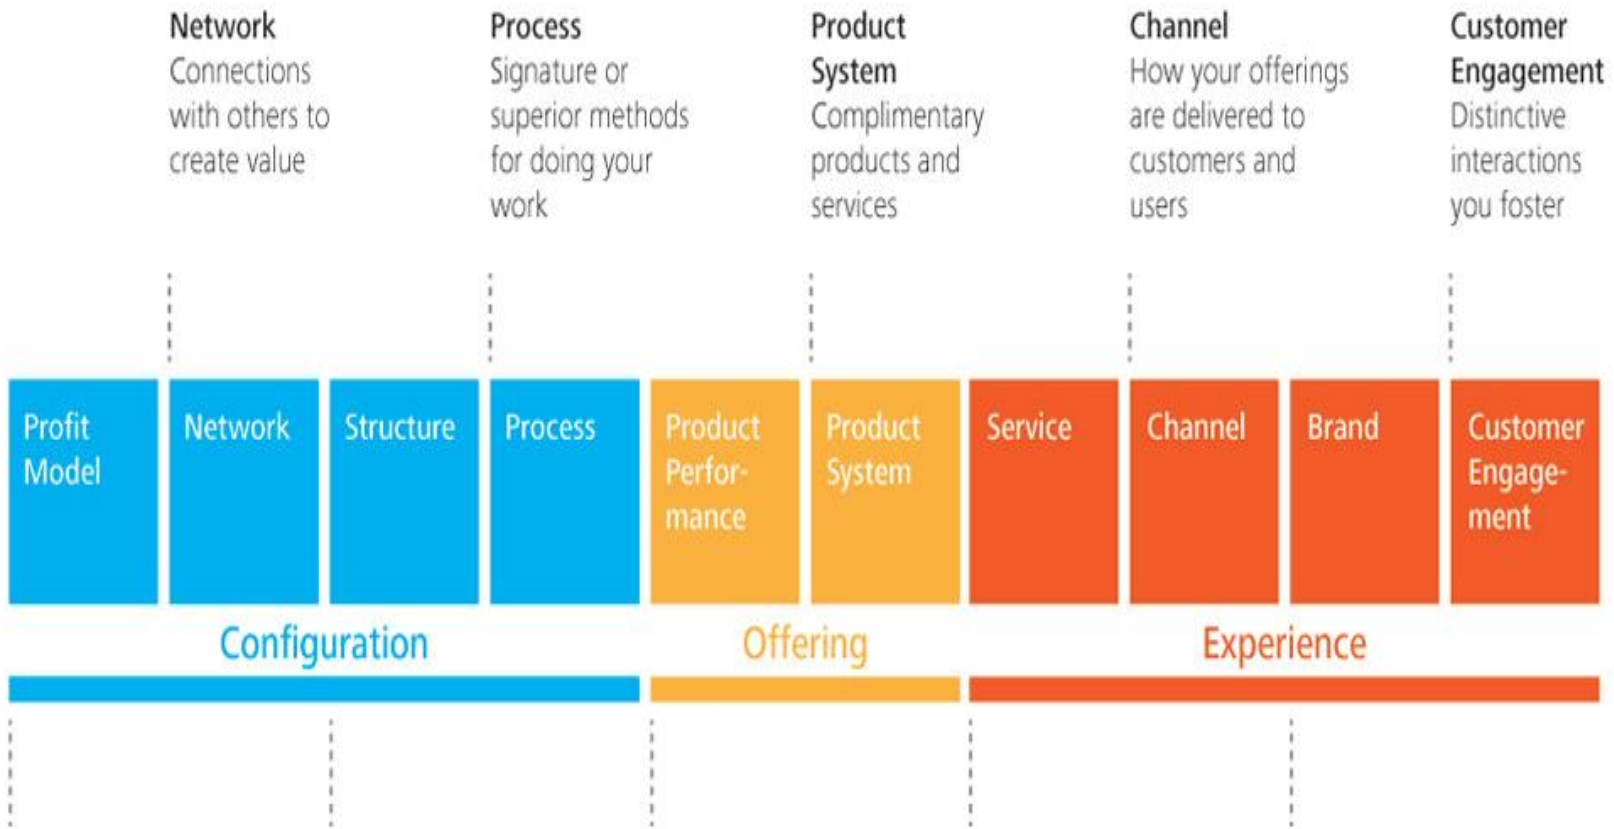 Network
Connections
with others to
create value
Process
Signature or
superior methods
for doing your
work
Product
System
Complimentary
products and
services
Channel
How your offerings
are delivered to
customers and
users
Customer
Engagement
Distinctive
interactions
you foster
Profit
Model
Network
Structure
Process
Product
Perfor-
mance
Product
System
Service
Channel
Brand
Customer
Engage-
ment
Configuration
Offering
Experience